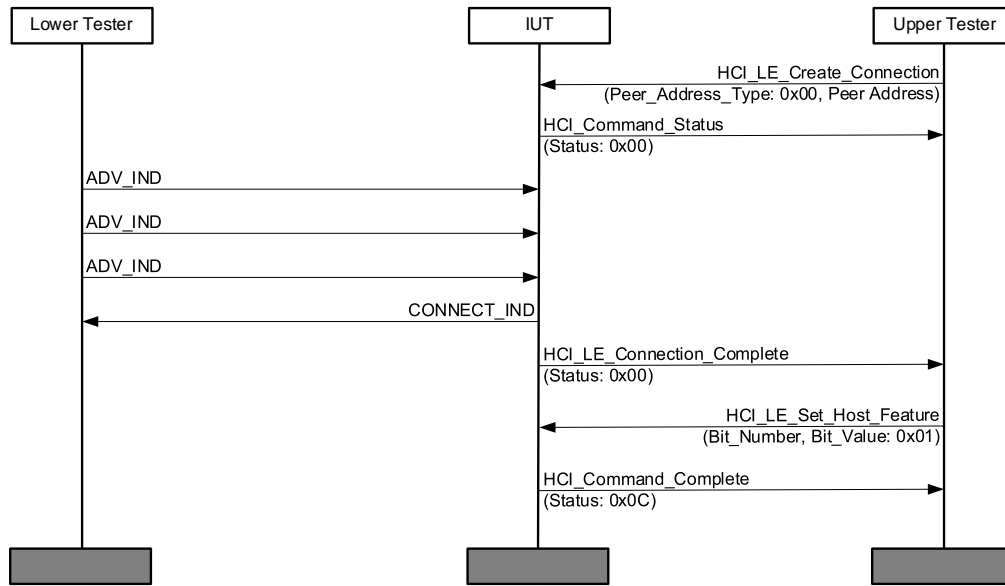 Lower Tester
IUT
Upper Tester
HCI_LE_Create_Connection
(Peer_Address_Type: 0x00, Peer Address)
HCI_Command_Status
(Status: 0x00)
ADV_IND
ADV_IND
ADV_IND
CONNECT_IND
HCI_LE_Connection_Complete
(Status: 0x00)
HCI_LE_Set_Host_Feature
(Bit_Number, Bit_Value: 0x01)
HCI_Command_Complete
(Status: 0x0C)